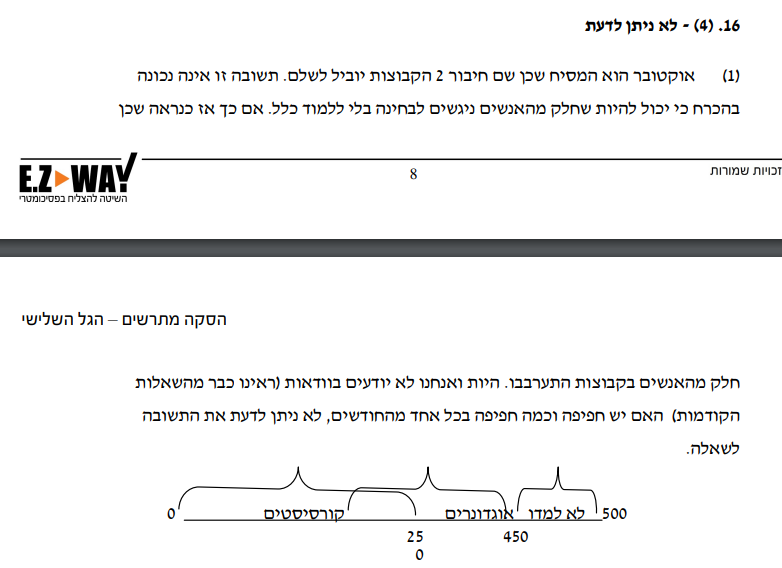 16. (4) - לא ניתן לדעת
(1) אוקטובר הוא המסיח שכן שם חיבור 2 הקבוצות יוביל לשלם. תשובה זו אינה נכונה
בהכרח כי יכול להיות שחלק מהאנשים ניגשים לבחינה בלי ללמוד כלל. אם כך אז כנראה שכן
זכויות שמורות
8
E.Z WAY
השיטה להצליח בפסיכומטרי
הסקה מתרשים – הגל השלישי
חלק מהאנשים בקבוצות התערבבו. היות ואנחנו לא יודעים בוודאות (ראינו כבר מהשאלות
הקודמות) האם יש חפיפה וכמה חפיפה בכל אחד מהחודשים, לא ניתן לדעת את התשובה
לשאלה.
0 קורסיסטים אוגדונרים לא למדו 500
25 450
0